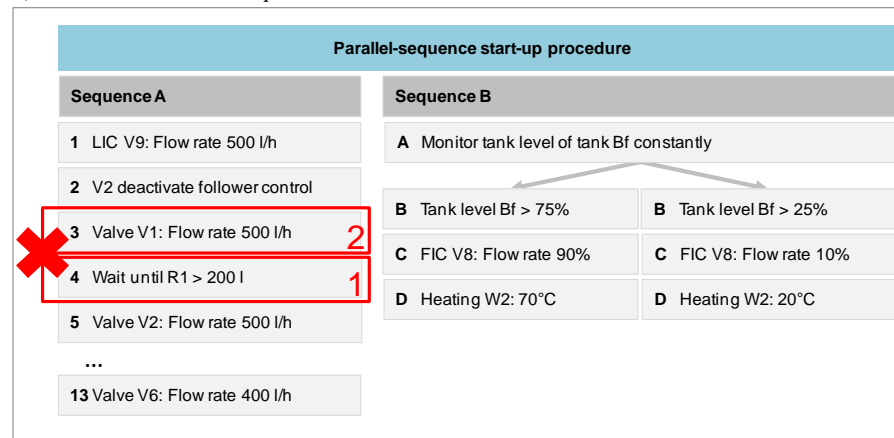 Parallel-sequence start-up procedure
Sequence A
1 LIC V9: Flow rate 500 l/h
2 V2 deactivate follower control
3 Valve V1: Flow rate 500 l/h 2
4 Wait until R1 > 200 l 1
5 Valve V2: Flow rate 500 l/h
...
13 Valve V6: Flow rate 400 l/h
Sequence B
A Monitor tank level of tank Bf constantly
B Tank level Bf > 75%
C FIC V8: Flow rate 90%
D Heating W2: 70°C
B Tank level Bf > 25%
C FIC V8: Flow rate 10%
D Heating W2: 20°C